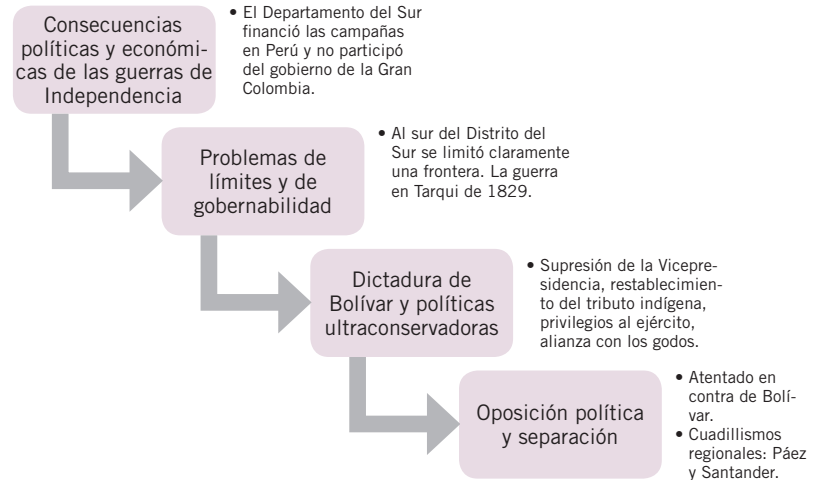 Consecuencias
políticas y económi-
cas de las guerras de
Independencia
• El Departamento del Sur
financió las campañas
en Perú y no participó
del gobierno de la Gran
Colombia.
Problemas de
límites y de
gobernabilidad
• Al sur del Distrito del
Sur se limitó claramente
una frontera. La guerra
en Tarqui de 1829.
Dictadura de
Bolívar y políticas
ultraconservadoras
• Supresión de la Vicepre-
sidencia, restablecimien-
to del tributo indígena,
privilegios al ejército,
alianza con los godos.
Oposición política
y separación
• Atentado en
contra de Bolí-
var.
• Cuadillismos
regionales: Páez
y Santander.